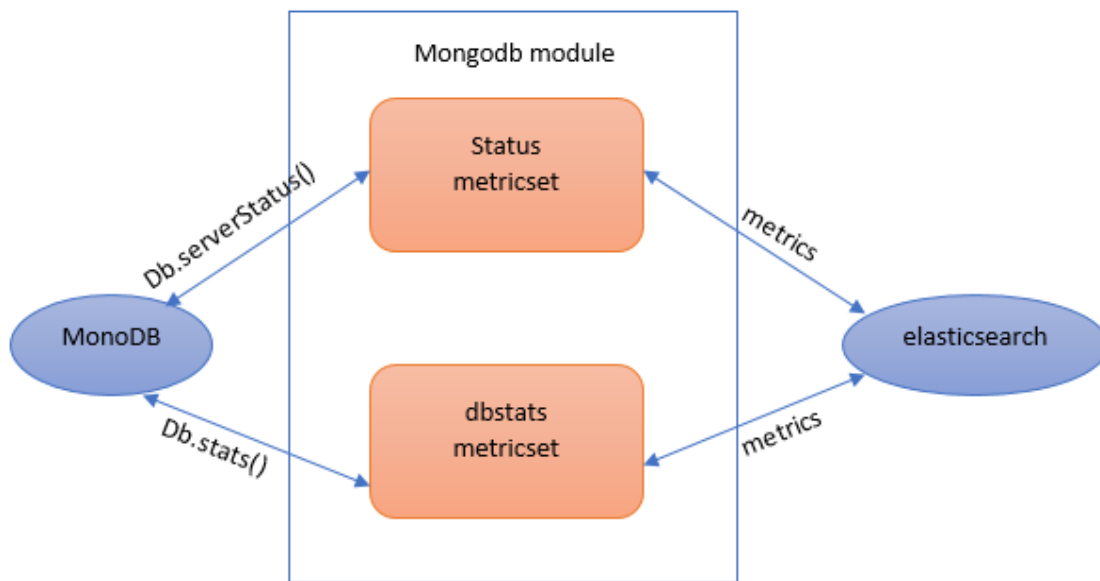 Mongodb module
Status
metricset
Db.serverStatus()
metrics
MonoDB
elasticsearch
dbstats
metricset
Db.stats()
metrics